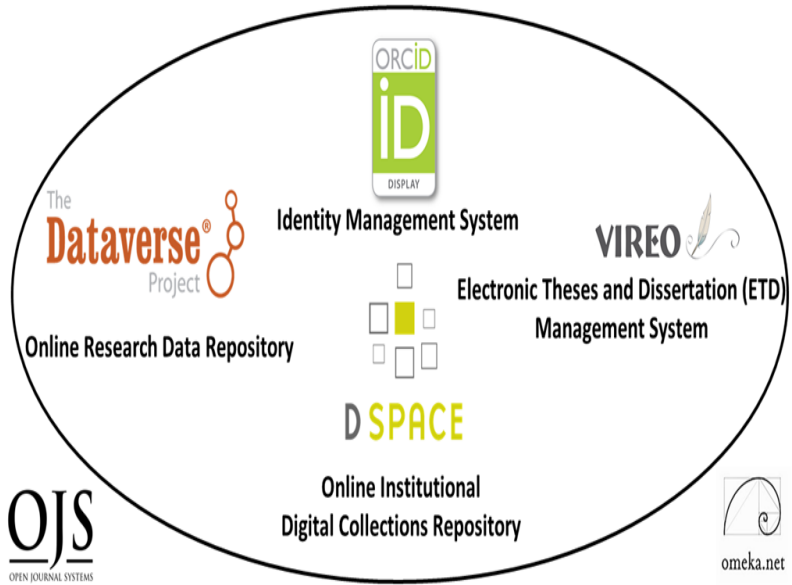 ORCiD
iD
DISPLAY
Identity Management System
The
Dataverse®
Project
Online Research Data Repository
VIREO
Electronic Theses and Dissertation (ETD)
Management System
D SPACE
Online Institutional
Digital Collections Repository
OJS
OPEN JOURNAL SYSTEMS
omeka.net